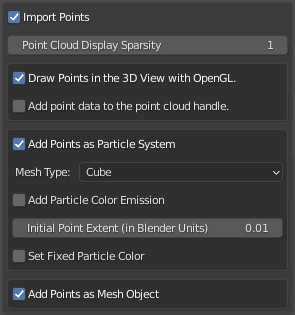 Import Points
Point Cloud Display Sparsity 1
Draw Points in the 3D View with OpenGL.
Add point data to the point cloud handle.
Add Points as Particle System
Mesh Type: Cube
Add Particle Color Emission
Initial Point Extent (in Blender Units) 0.01
Set Fixed Particle Color
Add Points as Mesh Object